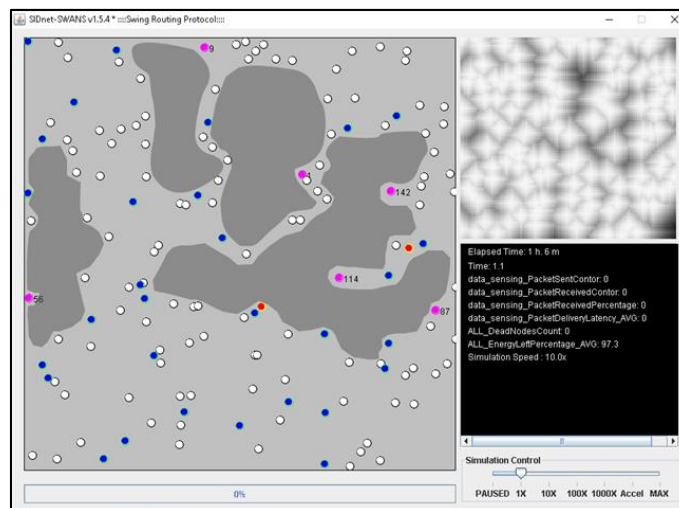 SIDnet-SWANS v1.5.4 * ::::Swing Routing Protocol::::
9
4
142
114
56
87
Elapsed Time: 1 h. 6 m
Time: 1.1
data_sensing_PacketSentContor: 0
data_sensing_PacketReceivedContor: 0
data_sensing_PacketReceivedPercentage: 0
data_sensing_PacketDeliveryLatency_AVG: 0
ALL_DeadNodesCount: 0
ALL_EnergyLeftPercentage_AVG: 97.3
Simulation Speed : 10.0x
Simulation Control
PAUSED 1X 10X 100X 1000X Accel MAX
0%